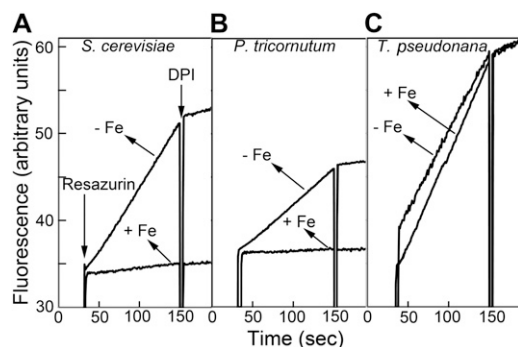 A
S. cerevisiae
B
P. tricornutum
C
T. pseudonana
Fluorescence (arbitrary units)
60
50
40
30
DPI
- Fe
Resazurin
+ Fe
- Fe
+ Fe
+ Fe
- Fe
0 50 100 150
0 50 100 150
0 50 100 150
Time (sec)